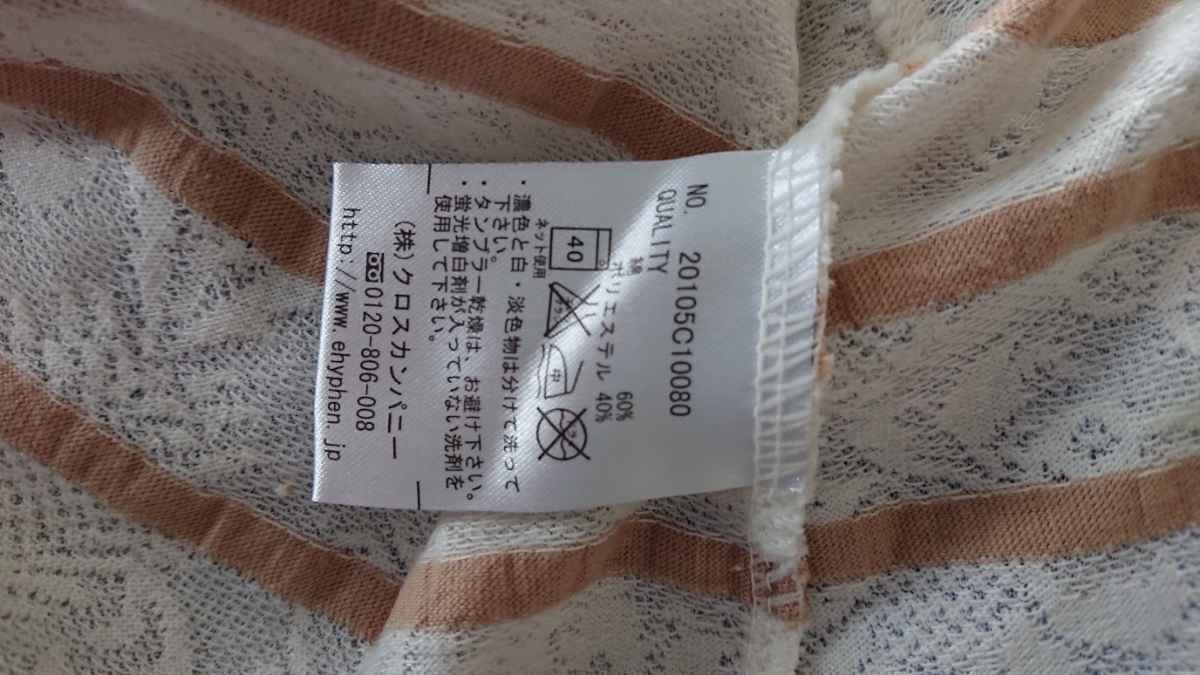 NO. 20105C10080
QUALITY
綿 60%
ポリエステル 40%
40 中
ネット使用
・濃色と白・淡色物は分けて洗って
下さい。
・タンブラー乾燥は、お避け下さい。
・蛍光増白剤が入っていない洗剤を
使用して下さい。
(株)クロスカンパニー
0120-806-008
http://www.ehyphen.jp